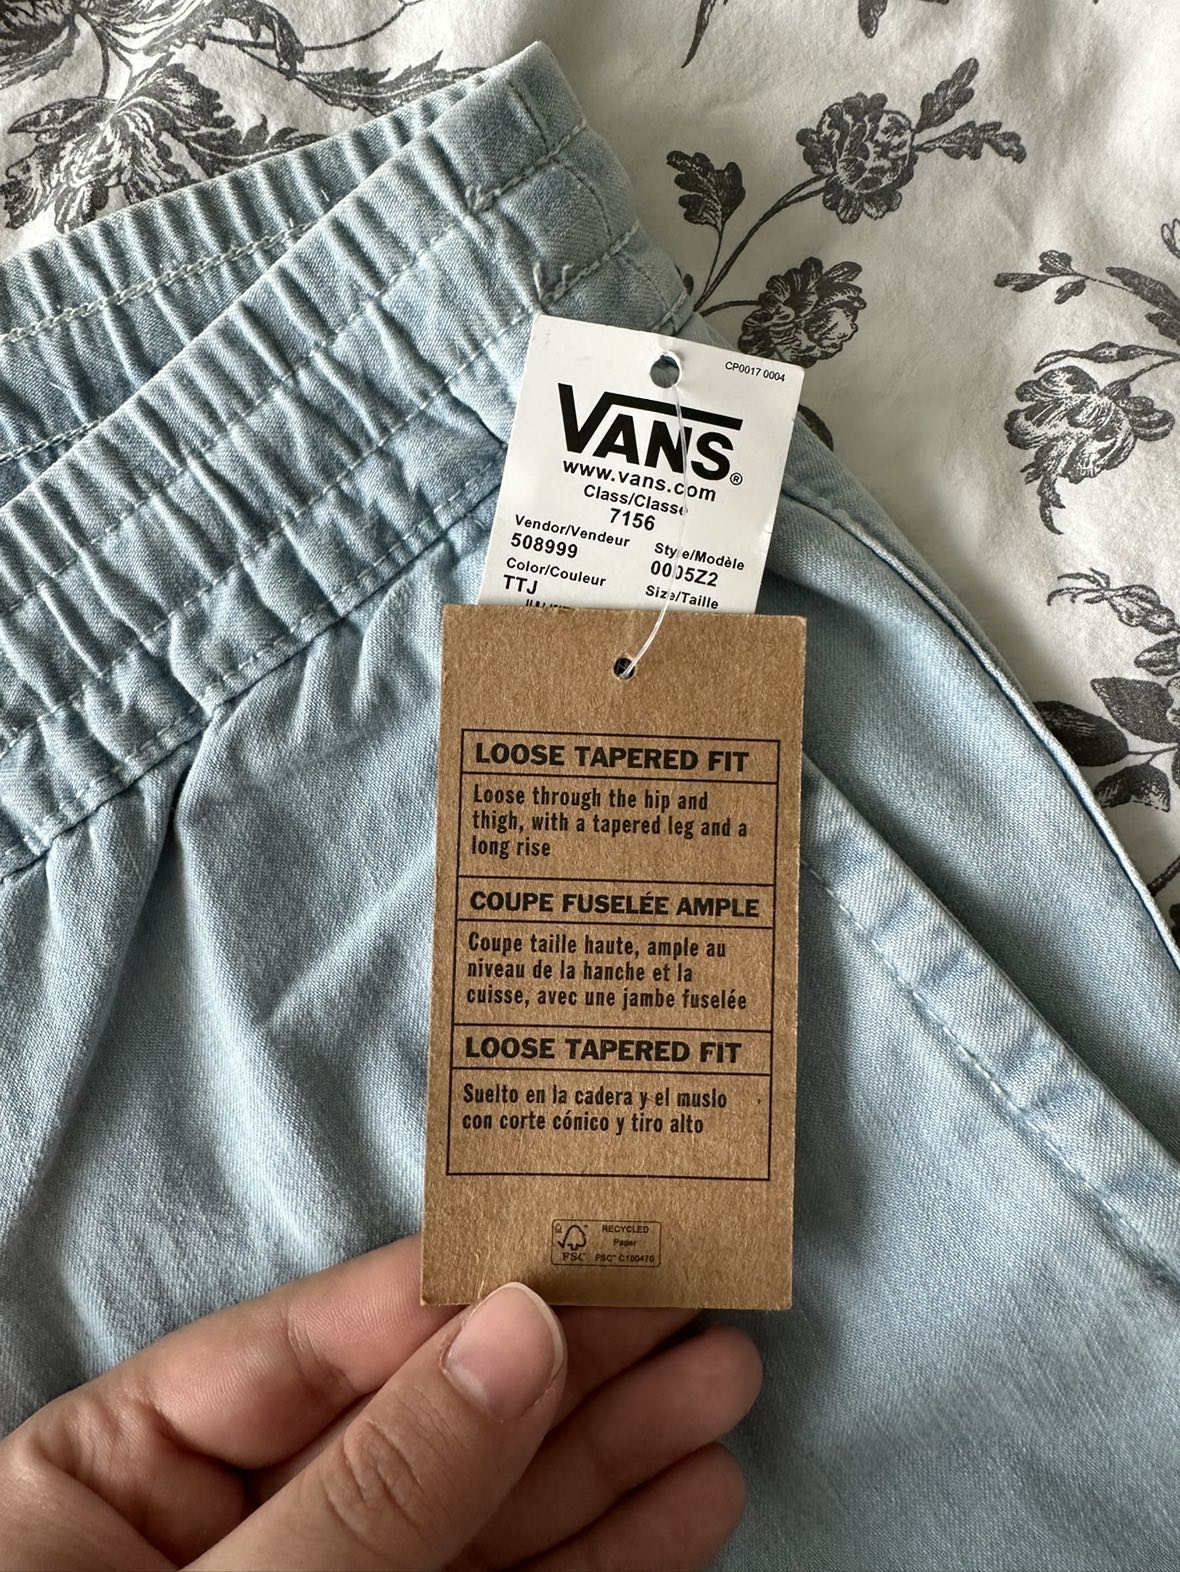 CP0017 0004
VANS®
www.vans.com
Class/Classe
7156
Vendor/Vendeur
508999
Style/Modèle
0005Z2
Color/Couleur
TTJ
Size/Taille
LOOSE TAPERED FIT
Loose through the hip and
thigh, with a tapered leg and a
long rise
COUPE FUSELÉE AMPLE
Coupe taille haute, ample au
niveau de la hanche et la
cuisse, avec une jambe fuselée
LOOSE TAPERED FIT
Suelto en la cadera y el muslo
con corte cónico y tiro alto
FSC
RECYCLED
Paper
FSC™ C100470